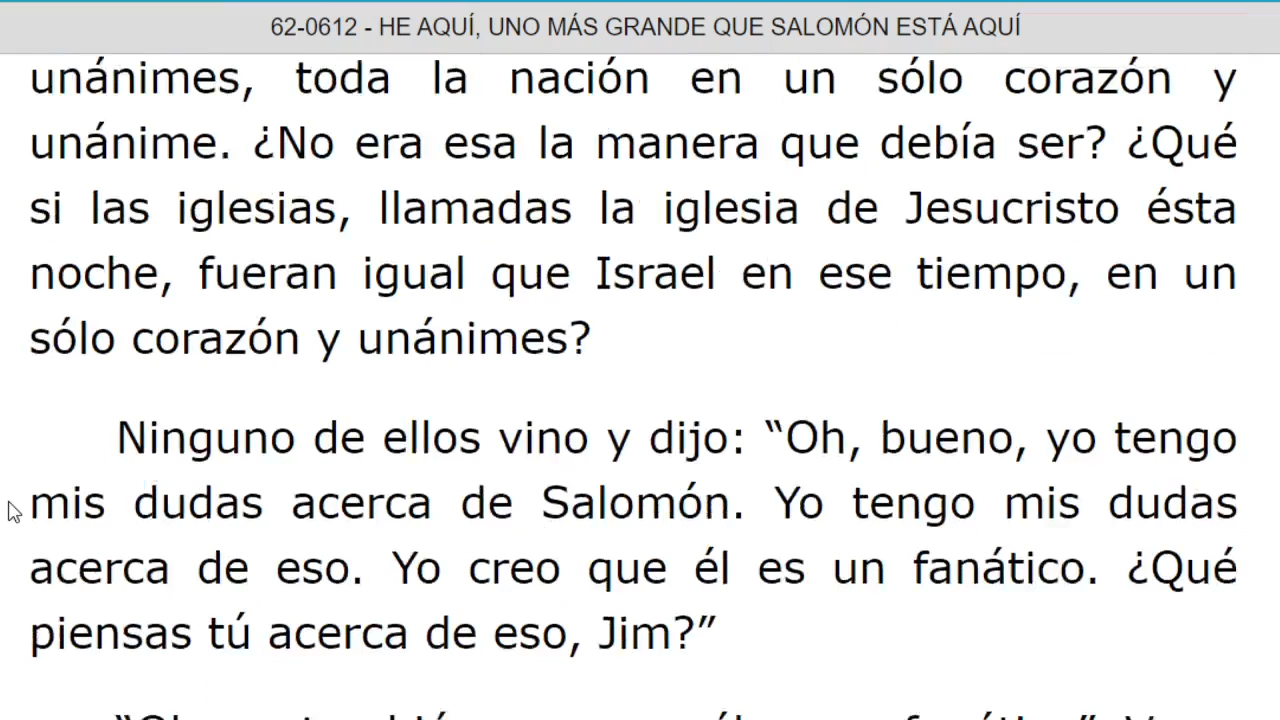 62-0612 - HE AQUÍ, UNO MÁS GRANDE QUE SALOMÓN ESTÁ AQUÍ
unánimes, toda la nación en un sólo corazón y
unánime. ¿No era esa la manera que debía ser? ¿Qué
si las iglesias, llamadas la iglesia de Jesucristo ésta
noche, fueran igual que Israel en ese tiempo, en un
sólo corazón y unánimes?
Ninguno de ellos vino y dijo: “Oh, bueno, yo tengo
mis dudas acerca de Salomón. Yo tengo mis dudas
acerca de eso. Yo creo que él es un fanático. ¿Qué
piensas tú acerca de eso, Jim?”